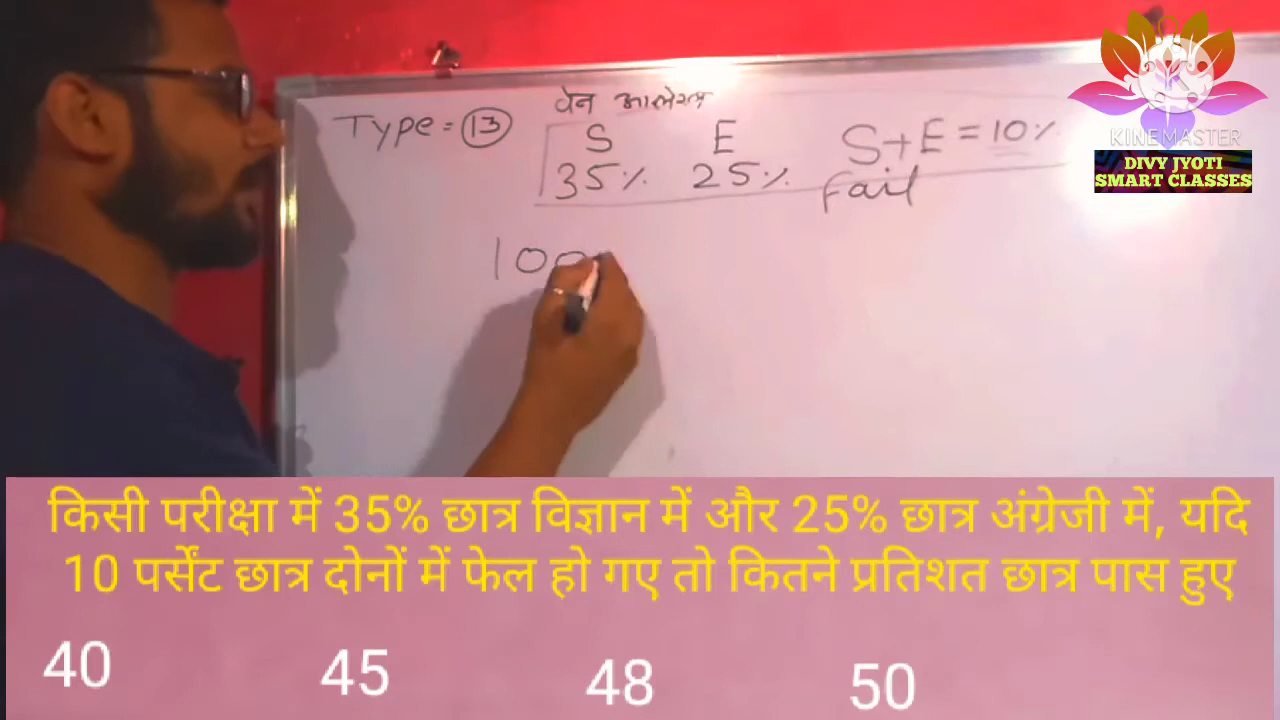 वेन आलेख
Type = 13
S E S+E = 10%
35% 25% Fail
100
KINEMASTER
DIVY JYOTI
SMART CLASSES
किसी परीक्षा में 35% छात्र विज्ञान में और 25% छात्र अंग्रेजी में, यदि
10 पर्सेंट छात्र दोनों में फेल हो गए तो कितने प्रतिशत छात्र पास हुए
40 45 48 50